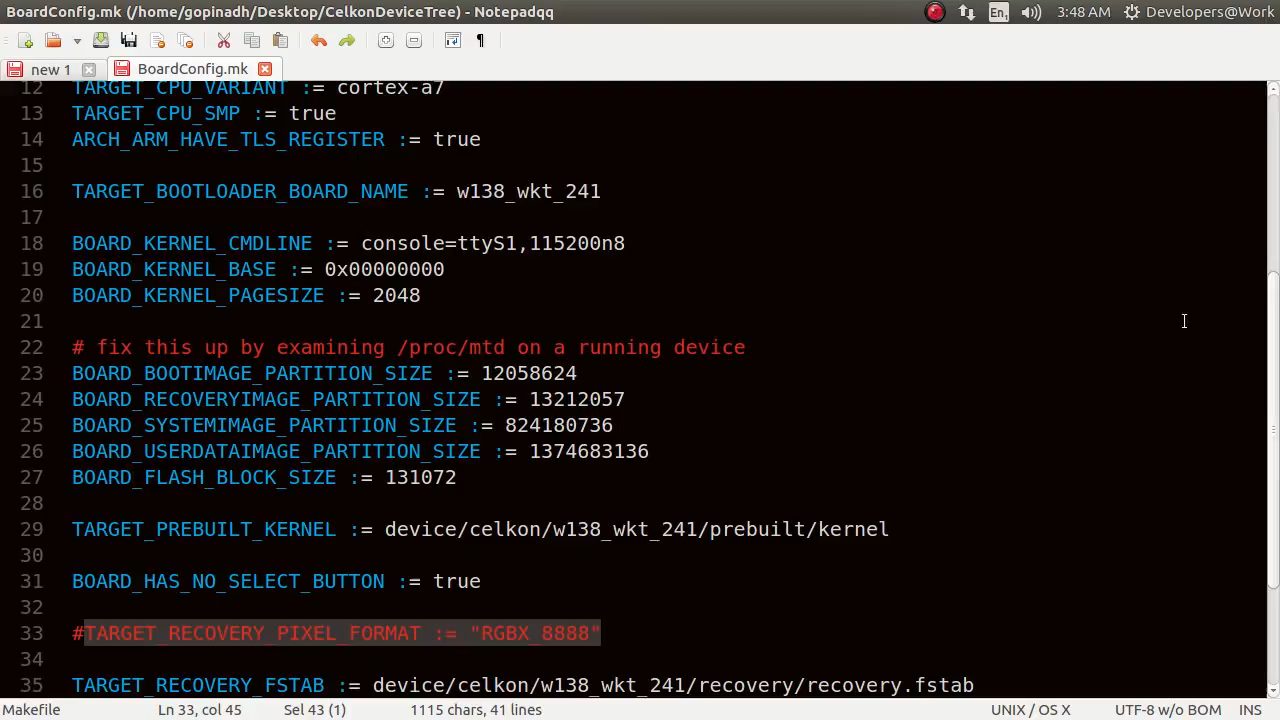 BoardConfig.mk (/home/gopinadh/Desktop/CelkonDeviceTree) - Notepadqq
En1 3:48 AM Developers@Work
new 1 BoardConfig.mk
12 TARGET_CPU_VARIANT := cortex-a7
13 TARGET_CPU_SMP := true
14 ARCH_ARM_HAVE_TLS_REGISTER := true
15
16 TARGET_BOOTLOADER_BOARD_NAME := w138_wkt_241
17
18 BOARD_KERNEL_CMDLINE := console=ttyS1,115200n8
19 BOARD_KERNEL_BASE := 0x00000000
20 BOARD_KERNEL_PAGESIZE := 2048
21
22 # fix this up by examining /proc/mtd on a running device
23 BOARD_BOOTIMAGE_PARTITION_SIZE := 12058624
24 BOARD_RECOVERYIMAGE_PARTITION_SIZE := 13212057
25 BOARD_SYSTEMIMAGE_PARTITION_SIZE := 824180736
26 BOARD_USERDATAIMAGE_PARTITION_SIZE := 1374683136
27 BOARD_FLASH_BLOCK_SIZE := 131072
28
29 TARGET_PREBUILT_KERNEL := device/celkon/w138_wkt_241/prebuilt/kernel
30
31 BOARD_HAS_NO_SELECT_BUTTON := true
32
33 #TARGET_RECOVERY_PIXEL_FORMAT := "RGBX_8888"
34
35 TARGET_RECOVERY_FSTAB := device/celkon/w138_wkt_241/recovery/recovery.fstab
Makefile Ln 33, col 45 Sel 43 (1) 1115 chars, 41 lines UNIX / OS X UTF-8 w/o BOM INS